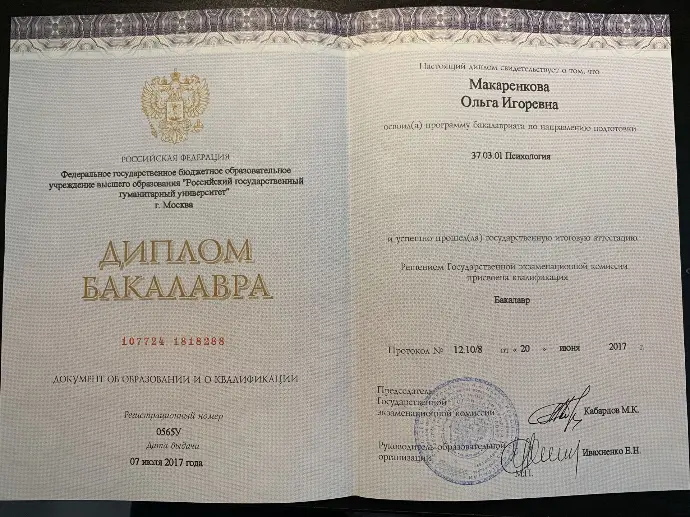 РОССИЙСКАЯ ФЕДЕРАЦИЯ
Федеральное государственное бюджетное образовательное
учреждение высшего образования "Российский государственный
гуманитарный университет"
г. Москва
ДИПЛОМ
БАКАЛАВРА
107724 1818288
ДОКУМЕНТ ОБ ОБРАЗОВАНИИ И О КВАЛИФИКАЦИИ
Регистрационный номер
0565У
Дата выдачи
07 июля 2017 года
Настоящий диплом свидетельствует о том, что
Макаренкова
Ольга Игоревна
освоил(а) программу бакалавриата по направлению подготовки
37.03.01 Психология
и успешно прошел(ла) государственную итоговую аттестацию
Решением Государственной экзаменационной комиссии
присвоена квалификация
Бакалавр
Протокол № 12.10/8 от « 20 » июня 2017 г.
Председатель
Государственной
экзаменационной комиссии
Кабардов М.К.
Руководитель образовательной
организации
Ивахненко Е.Н.
М.П.